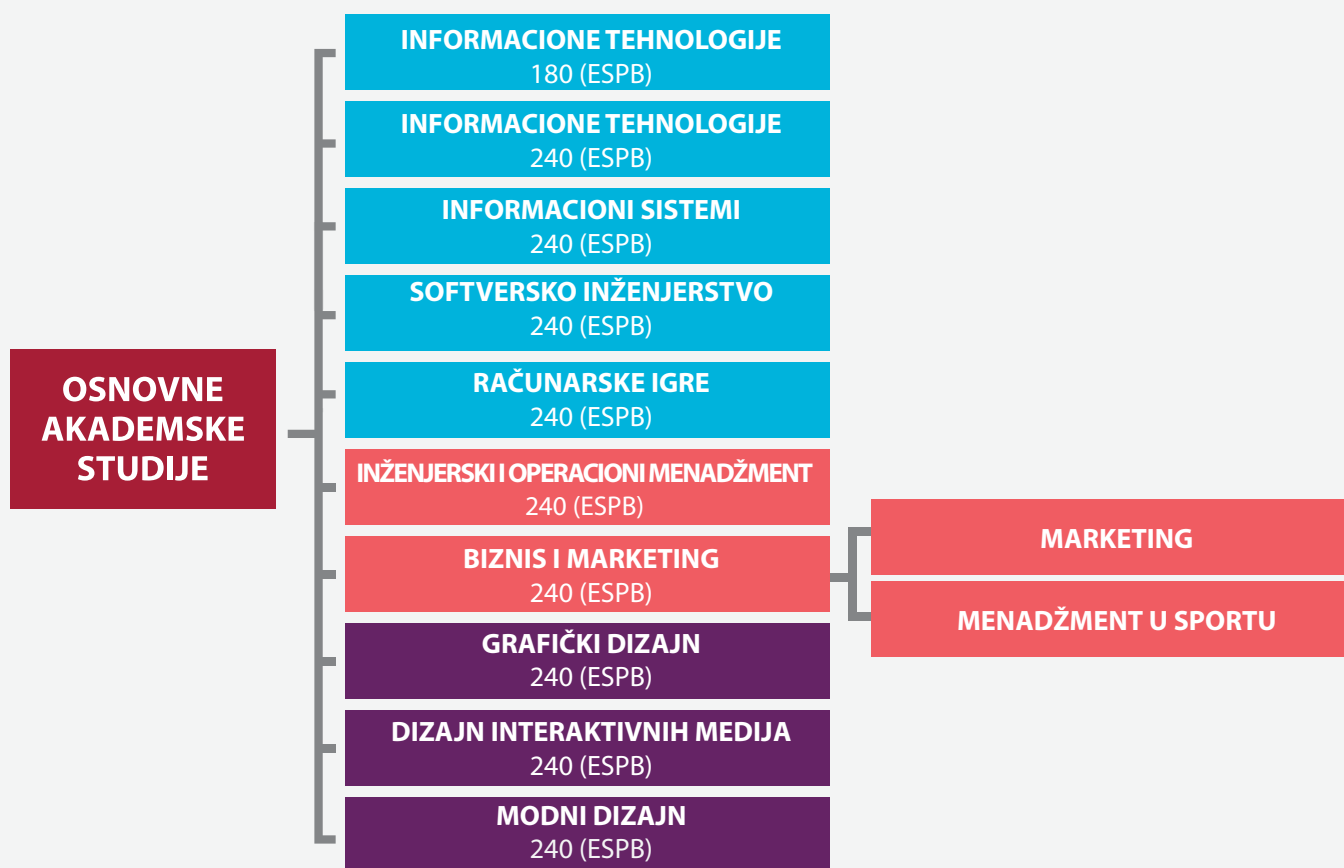 OSNOVNE
AKADEMSKE
STUDIJE
INFORMACIONE TEHNOLOGIJE
180 (ESPB)
INFORMACIONE TEHNOLOGIJE
240 (ESPB)
INFORMACIONI SISTEMI
240 (ESPB)
SOFTVERSKO INŽENJERSTVO
240 (ESPB)
RAČUNARSKE IGRE
240 (ESPB)
INŽENJERSKI I OPERACIONI MENADŽMENT
240 (ESPB)
BIZNIS I MARKETING
240 (ESPB)
MARKETING
MENADŽMENT U SPORTU
GRAFIČKI DIZAJN
240 (ESPB)
DIZAJN INTERAKTIVNIH MEDIJA
240 (ESPB)
MODNI DIZAJN
240 (ESPB)